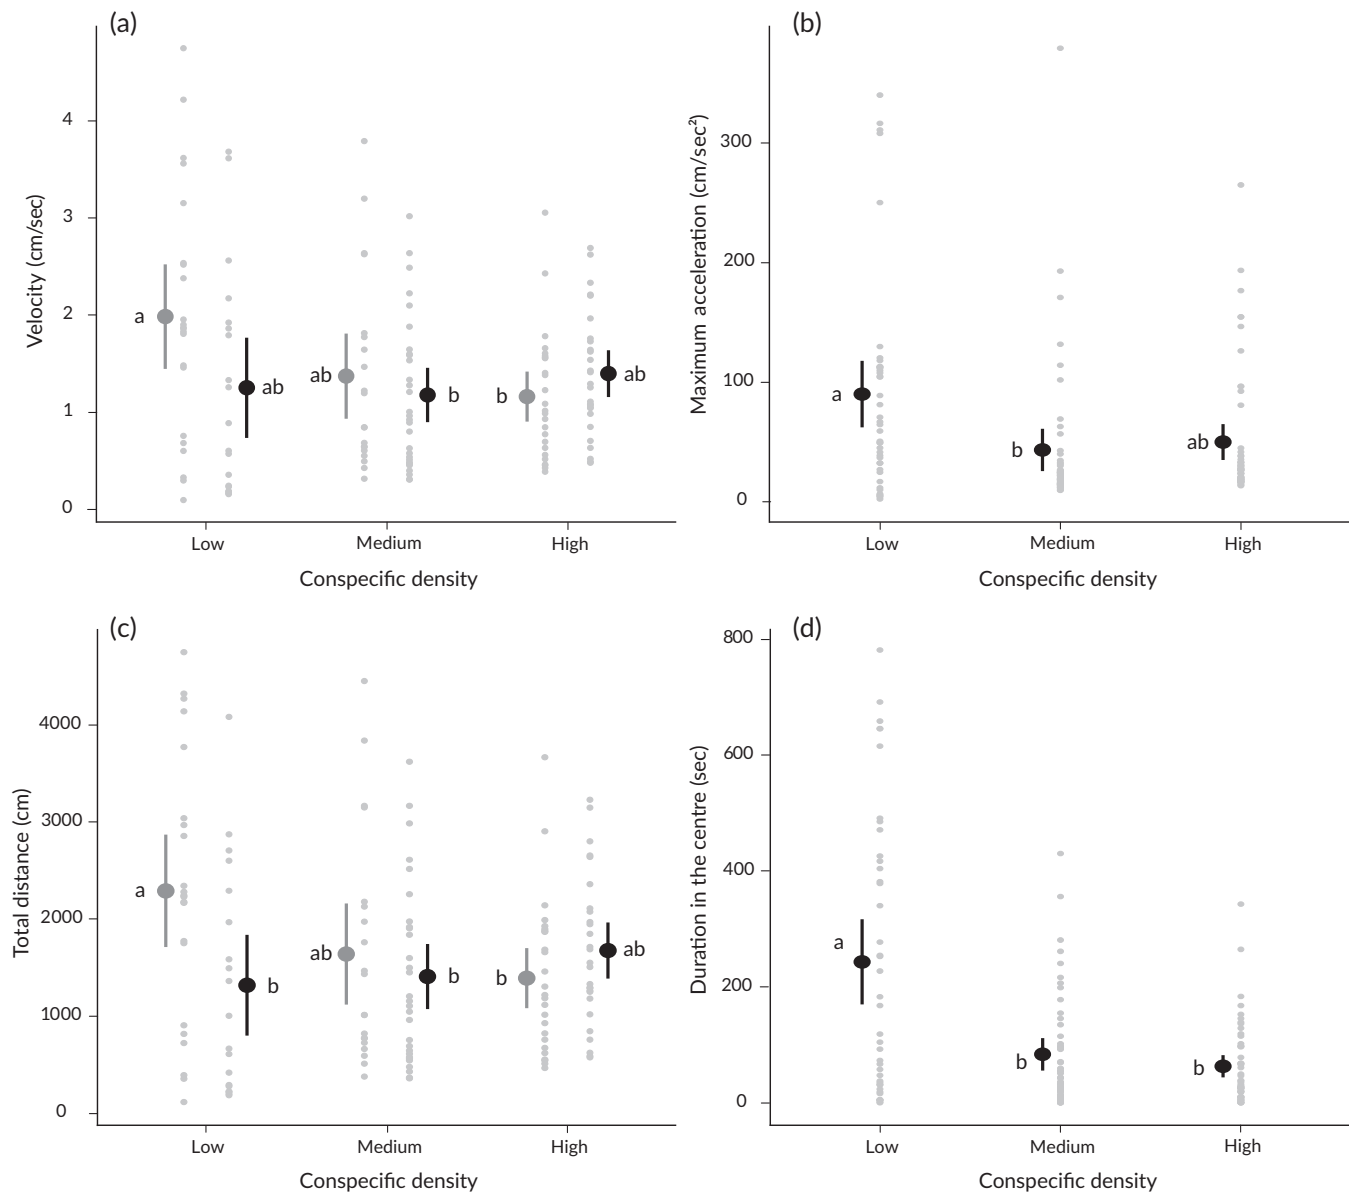 (a)
Velocity (cm/sec)
4
3
2
1
0
a
ab
ab
b
b
ab
Low
Medium
High
Conspecific density
(b)
Maximum acceleration (cm/sec²)
300
200
100
0
a
b
ab
Low
Medium
High
Conspecific density
(c)
Total distance (cm)
4000
3000
2000
1000
0
a
b
ab
b
b
ab
Low
Medium
High
Conspecific density
(d)
Duration in the centre (sec)
800
600
400
200
0
a
b
b
Low
Medium
High
Conspecific density